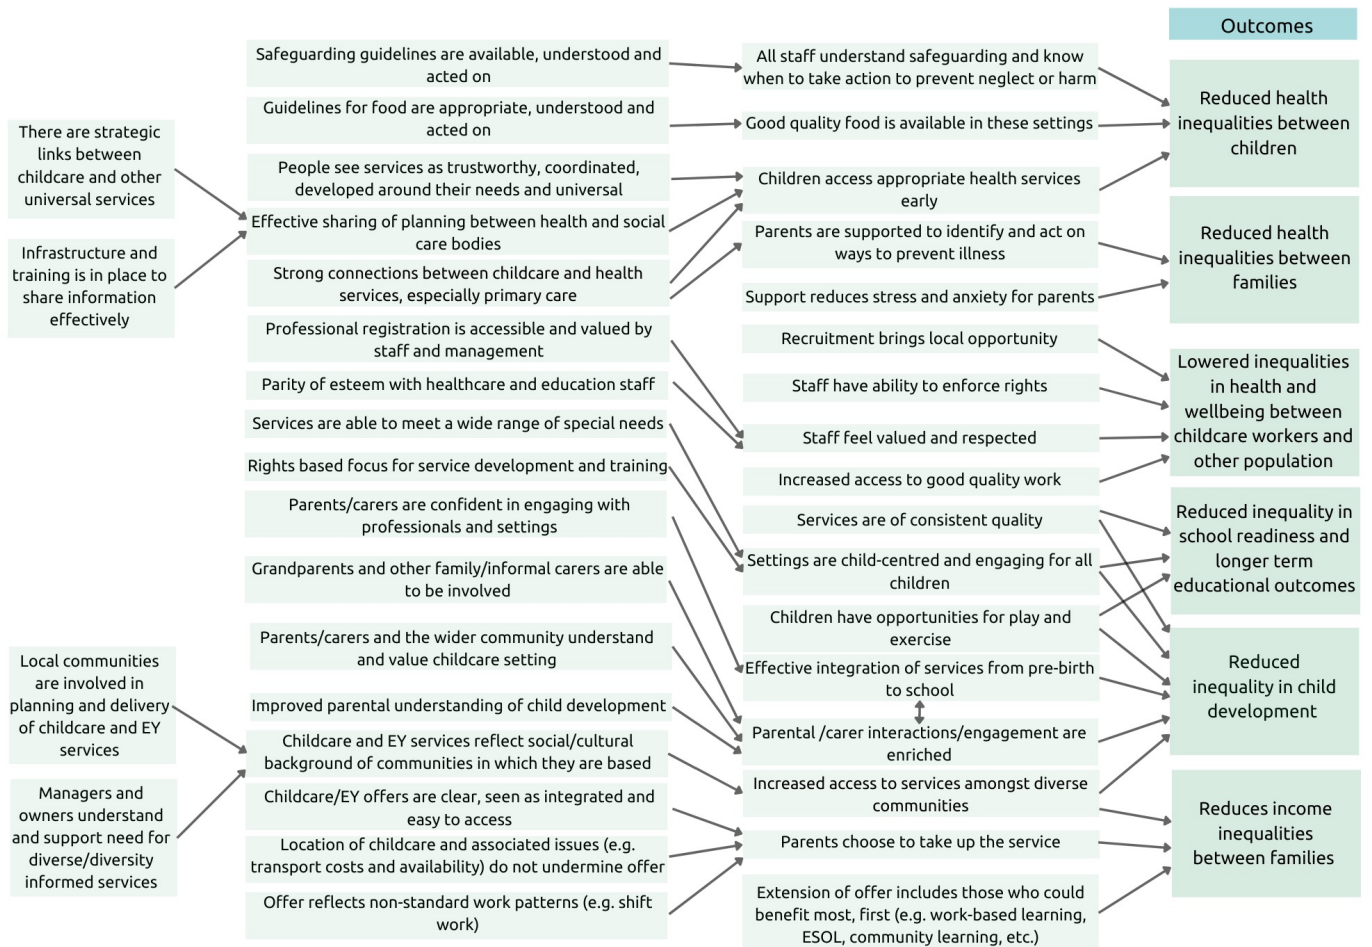 Outcomes
There are strategic
links between
childcare and other
universal services
Infrastructure and
training is in place to
share information
effectively
Local communities
are involved in
planning and delivery
of childcare and EY
services
Managers and
owners understand
and support need for
diverse/diversity
informed services
Safeguarding guidelines are available, understood and
acted on
Guidelines for food are appropriate, understood and
acted on
People see services as trustworthy, coordinated,
developed around their needs and universal
Effective sharing of planning between health and social
care bodies
Strong connections between childcare and health
services, especially primary care
Professional registration is accessible and valued by
staff and management
Parity of esteem with healthcare and education staff
Services are able to meet a wide range of special needs
Rights based focus for service development and training
Parents/carers are confident in engaging with
professionals and settings
Grandparents and other family/informal carers are able
to be involved
Parents/carers and the wider community understand
and value childcare setting
Improved parental understanding of child development
Childcare and EY services reflect social/cultural
background of communities in which they are based
Childcare/EY offers are clear, seen as integrated and
easy to access
Location of childcare and associated issues (e.g.
transport costs and availability) do not undermine offer
Offer reflects non-standard work patterns (e.g. shift
work)
All staff understand safeguarding and know
when to take action to prevent neglect or harm
Good quality food is available in these settings
Children access appropriate health services
early
Parents are supported to identify and act on
ways to prevent illness
Support reduces stress and anxiety for parents
Recruitment brings local opportunity
Staff have ability to enforce rights
Staff feel valued and respected
Increased access to good quality work
Services are of consistent quality
Settings are child-centred and engaging for all
children
Children have opportunities for play and
exercise
Effective integration of services from pre-birth
to school
Parental /carer interactions/engagement are
enriched
Increased access to services amongst diverse
communities
Parents choose to take up the service
Extension of offer includes those who could
benefit most, first (e.g. work-based learning,
ESOL, community learning, etc.)
Reduced health
inequalities between
children
Reduced health
inequalities between
families
Lowered inequalities
in health and
wellbeing between
childcare workers and
other population
Reduced inequality in
school readiness and
longer term
educational outcomes
Reduced
inequality in child
development
Reduces income
inequalities
between families